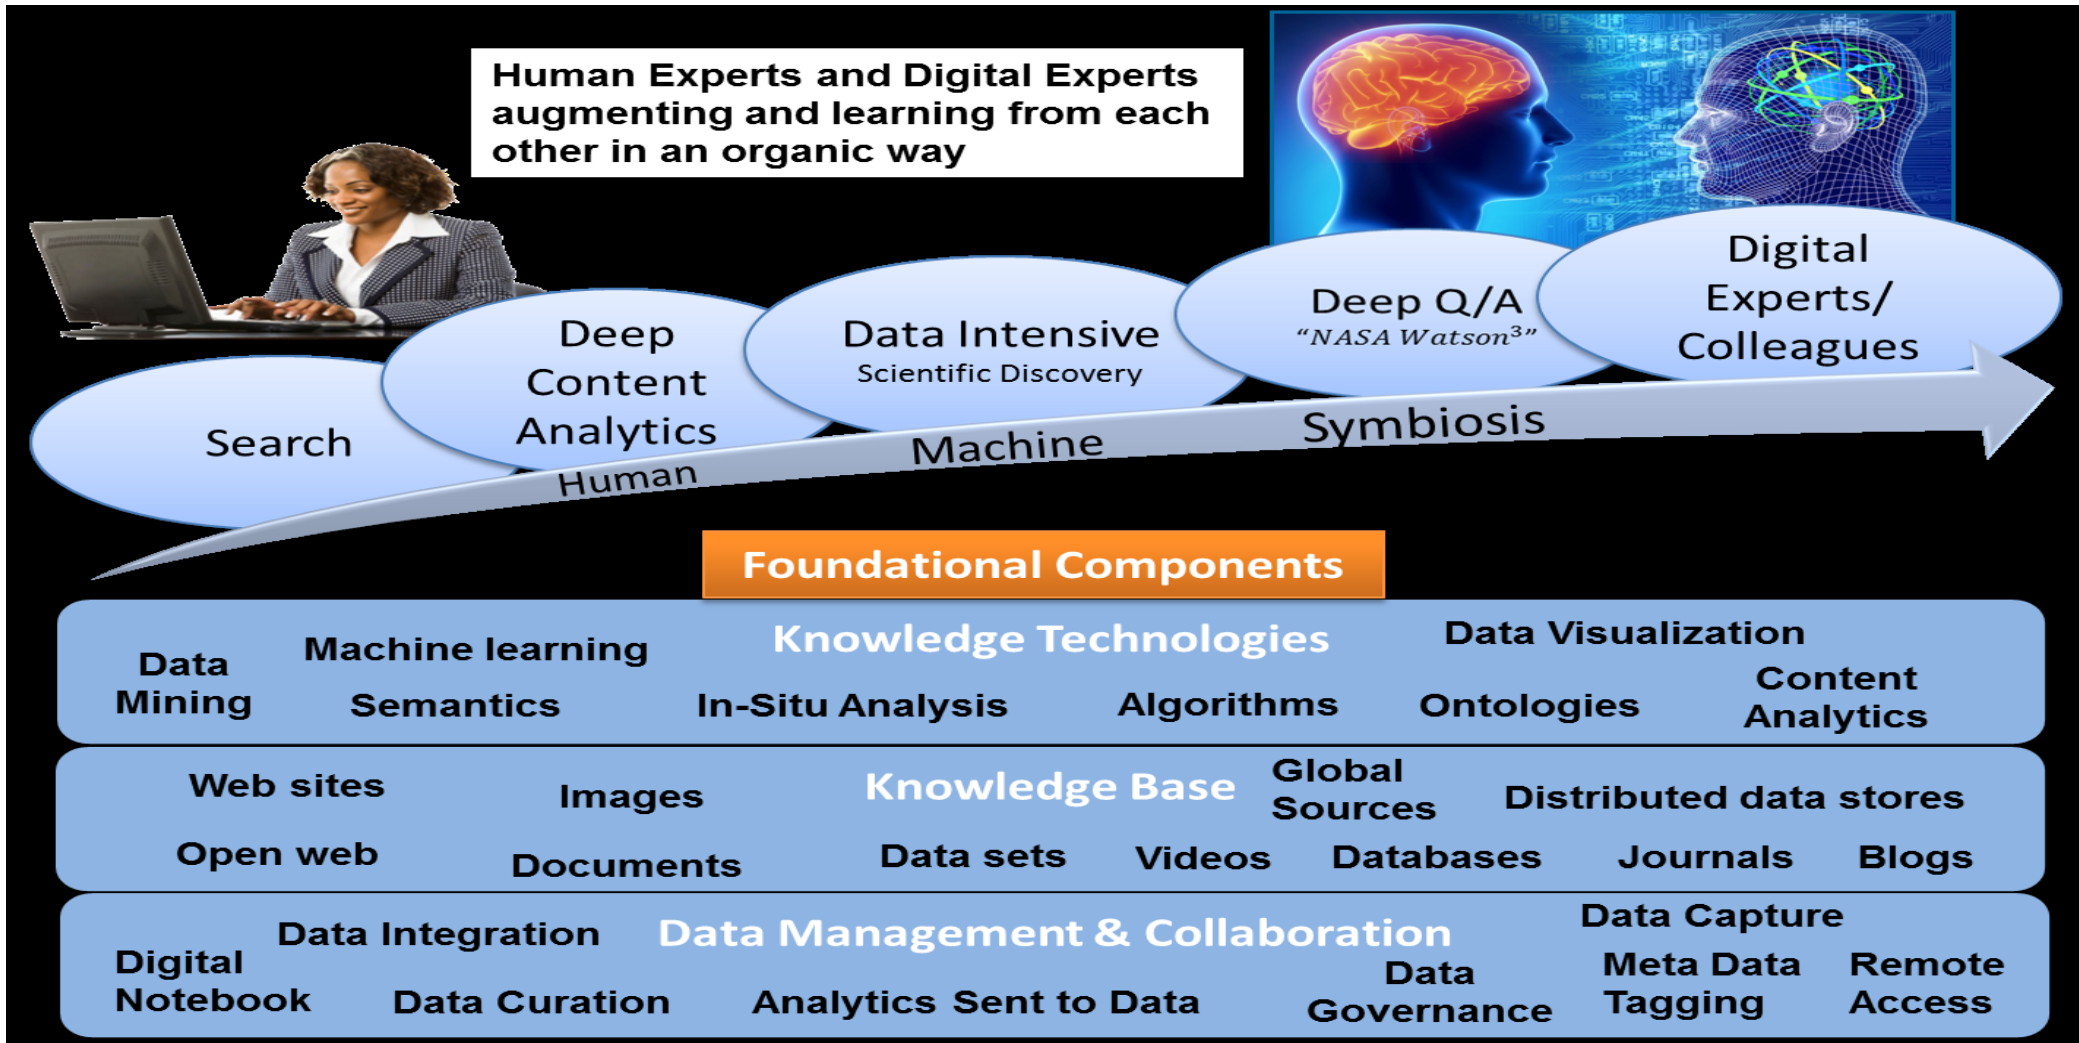 Human Experts and Digital Experts
augmenting and learning from each
other in an organic way
Search
Deep
Content
Analytics
Data Intensive
Scientific Discovery
Deep Q/A
“NASA Watson³”
Digital
Experts/
Colleagues
Human Machine Symbiosis
Foundational Components
Knowledge Technologies
Data
Mining
Machine learning
Semantics
In-Situ Analysis
Algorithms
Data Visualization
Ontologies
Content
Analytics
Knowledge Base
Web sites
Images
Global
Sources
Distributed data stores
Open web
Documents
Data sets
Videos
Databases
Journals
Blogs
Data Management & Collaboration
Digital
Notebook
Data Integration
Data Curation
Analytics Sent to Data
Data
Governance
Data Capture
Meta Data
Tagging
Remote
Access